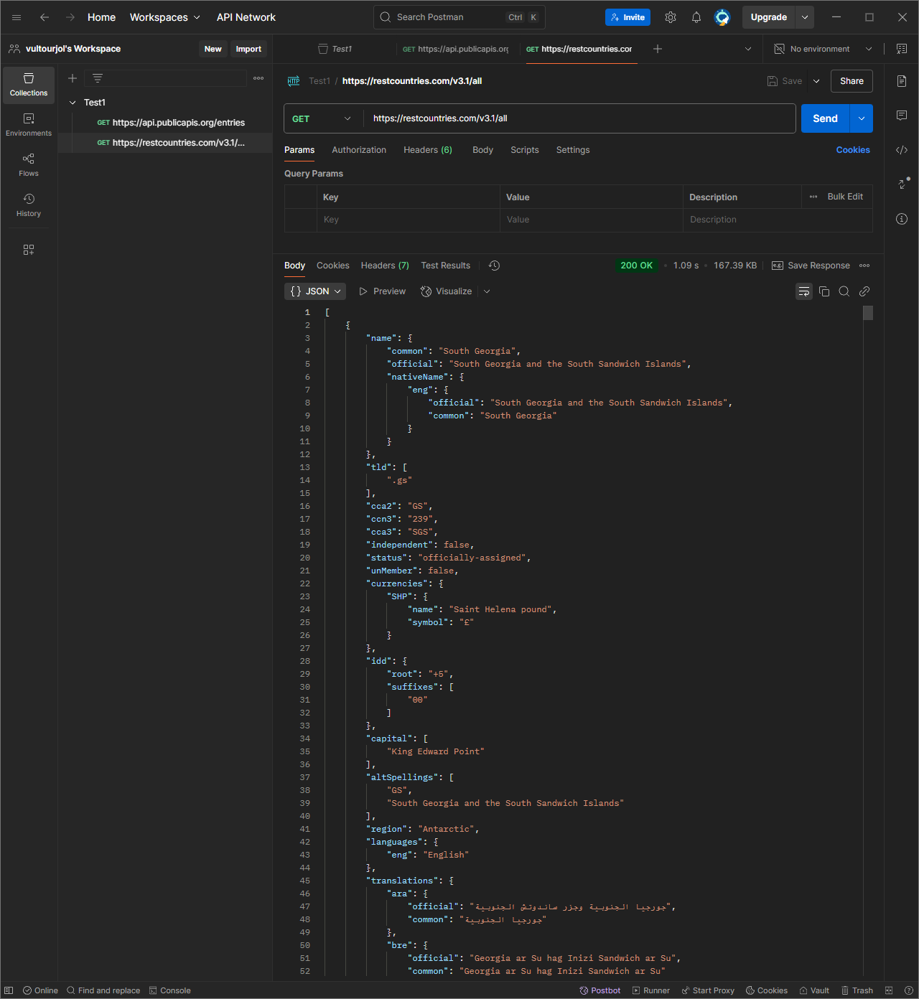 Home Workspaces API Network Search Postman Ctrl K Invite Upgrade
vultourjol's Workspace New Import Test1 GET https://api.publicapis.org GET https://restcountries.com No environment
Collections
Environments
Flows
History
Test1
GET https://api.publicapis.org/entries
GET https://restcountries.com/v3.1/...
HTTP Test1 / https://restcountries.com/v3.1/all Save Share
GET https://restcountries.com/v3.1/all Send
Params Authorization Headers (6) Body Scripts Settings Cookies
Query Params
Key Value Description Bulk Edit
Key Value Description
Body Cookies Headers (7) Test Results 200 OK 1.09 s 167.39 KB e.g. Save Response
{} JSON Preview Visualize
1 [
2 {
3 "name": {
4 "common": "South Georgia",
5 "official": "South Georgia and the South Sandwich Islands",
6 "nativeName": {
7 "eng": {
8 "official": "South Georgia and the South Sandwich Islands",
9 "common": "South Georgia"
10 }
11 }
12 },
13 "tld": [
14 ".gs"
15 ],
16 "cca2": "GS",
17 "ccn3": "239",
18 "cca3": "SGS",
19 "independent": false,
20 "status": "officially-assigned",
21 "unMember": false,
22 "currencies": {
23 "SHP": {
24 "name": "Saint Helena pound",
25 "symbol": "£"
26 }
27 },
28 "idd": {
29 "root": "+5",
30 "suffixes": [
31 "00"
32 ]
33 },
34 "capital": [
35 "King Edward Point"
36 ],
37 "altSpellings": [
38 "GS",
39 "South Georgia and the South Sandwich Islands"
40 ],
41 "region": "Antarctic",
42 "languages": {
43 "eng": "English"
44 },
45 "translations": {
46 "ara": {
47 "official": "جورجيا الجنوبية وجزر ساندوتش الجنوبية",
48 "common": "جورجيا الجنوبية"
49 },
50 "bre": {
51 "official": "Georgia ar Su hag Inizi Sandwich ar Su",
52 "common": "Georgia ar Su hag Inizi Sandwich ar Su"
Online Find and replace Console Postbot Runner Start Proxy Cookies Vault Trash